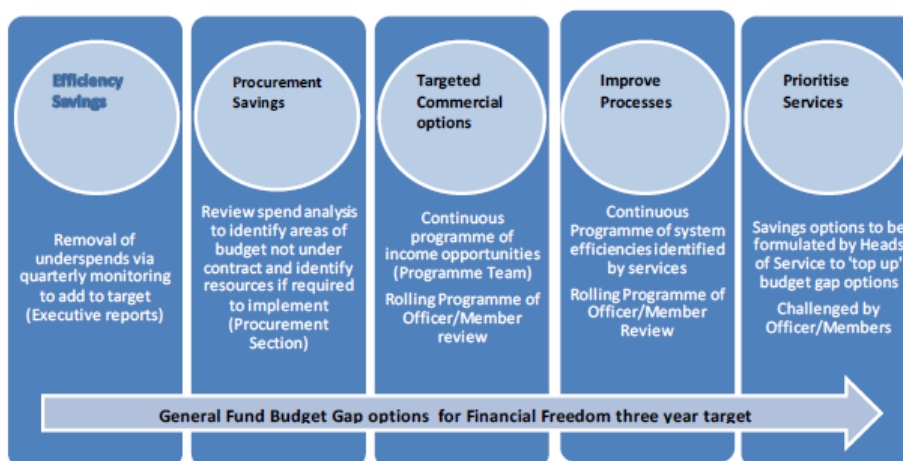 Efficiency
Savings
Removal of
underspends via
quarterly monitoring
to add to target
(Executive reports)
Procurement
Savings
Review spend analysis
to identify areas of
budget not under
contract and identify
resources if required
to implement
(Procurement
Section)
Targeted
Commercial
options
Continuous
programme of
income opportunities
(Programme Team)
Rolling Programme of
Officer/Member
review
Improve
Processes
Continuous
Programme of system
efficiencies identified
by services
Rolling Programme of
Officer/Member
Review
Prioritise
Services
Savings options to be
formulated by Heads
of Service to 'top up'
budget gap options
Challenged by
Officer/Members
General Fund Budget Gap options for Financial Freedom three year target